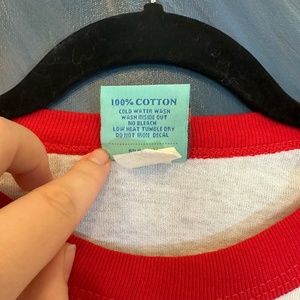 100% COTTON
COLD WATER WASH
WASH INSIDE OUT
NO BLEACH
LOW HEAT TUMBLE DRY
DO NOT IRON DECAL